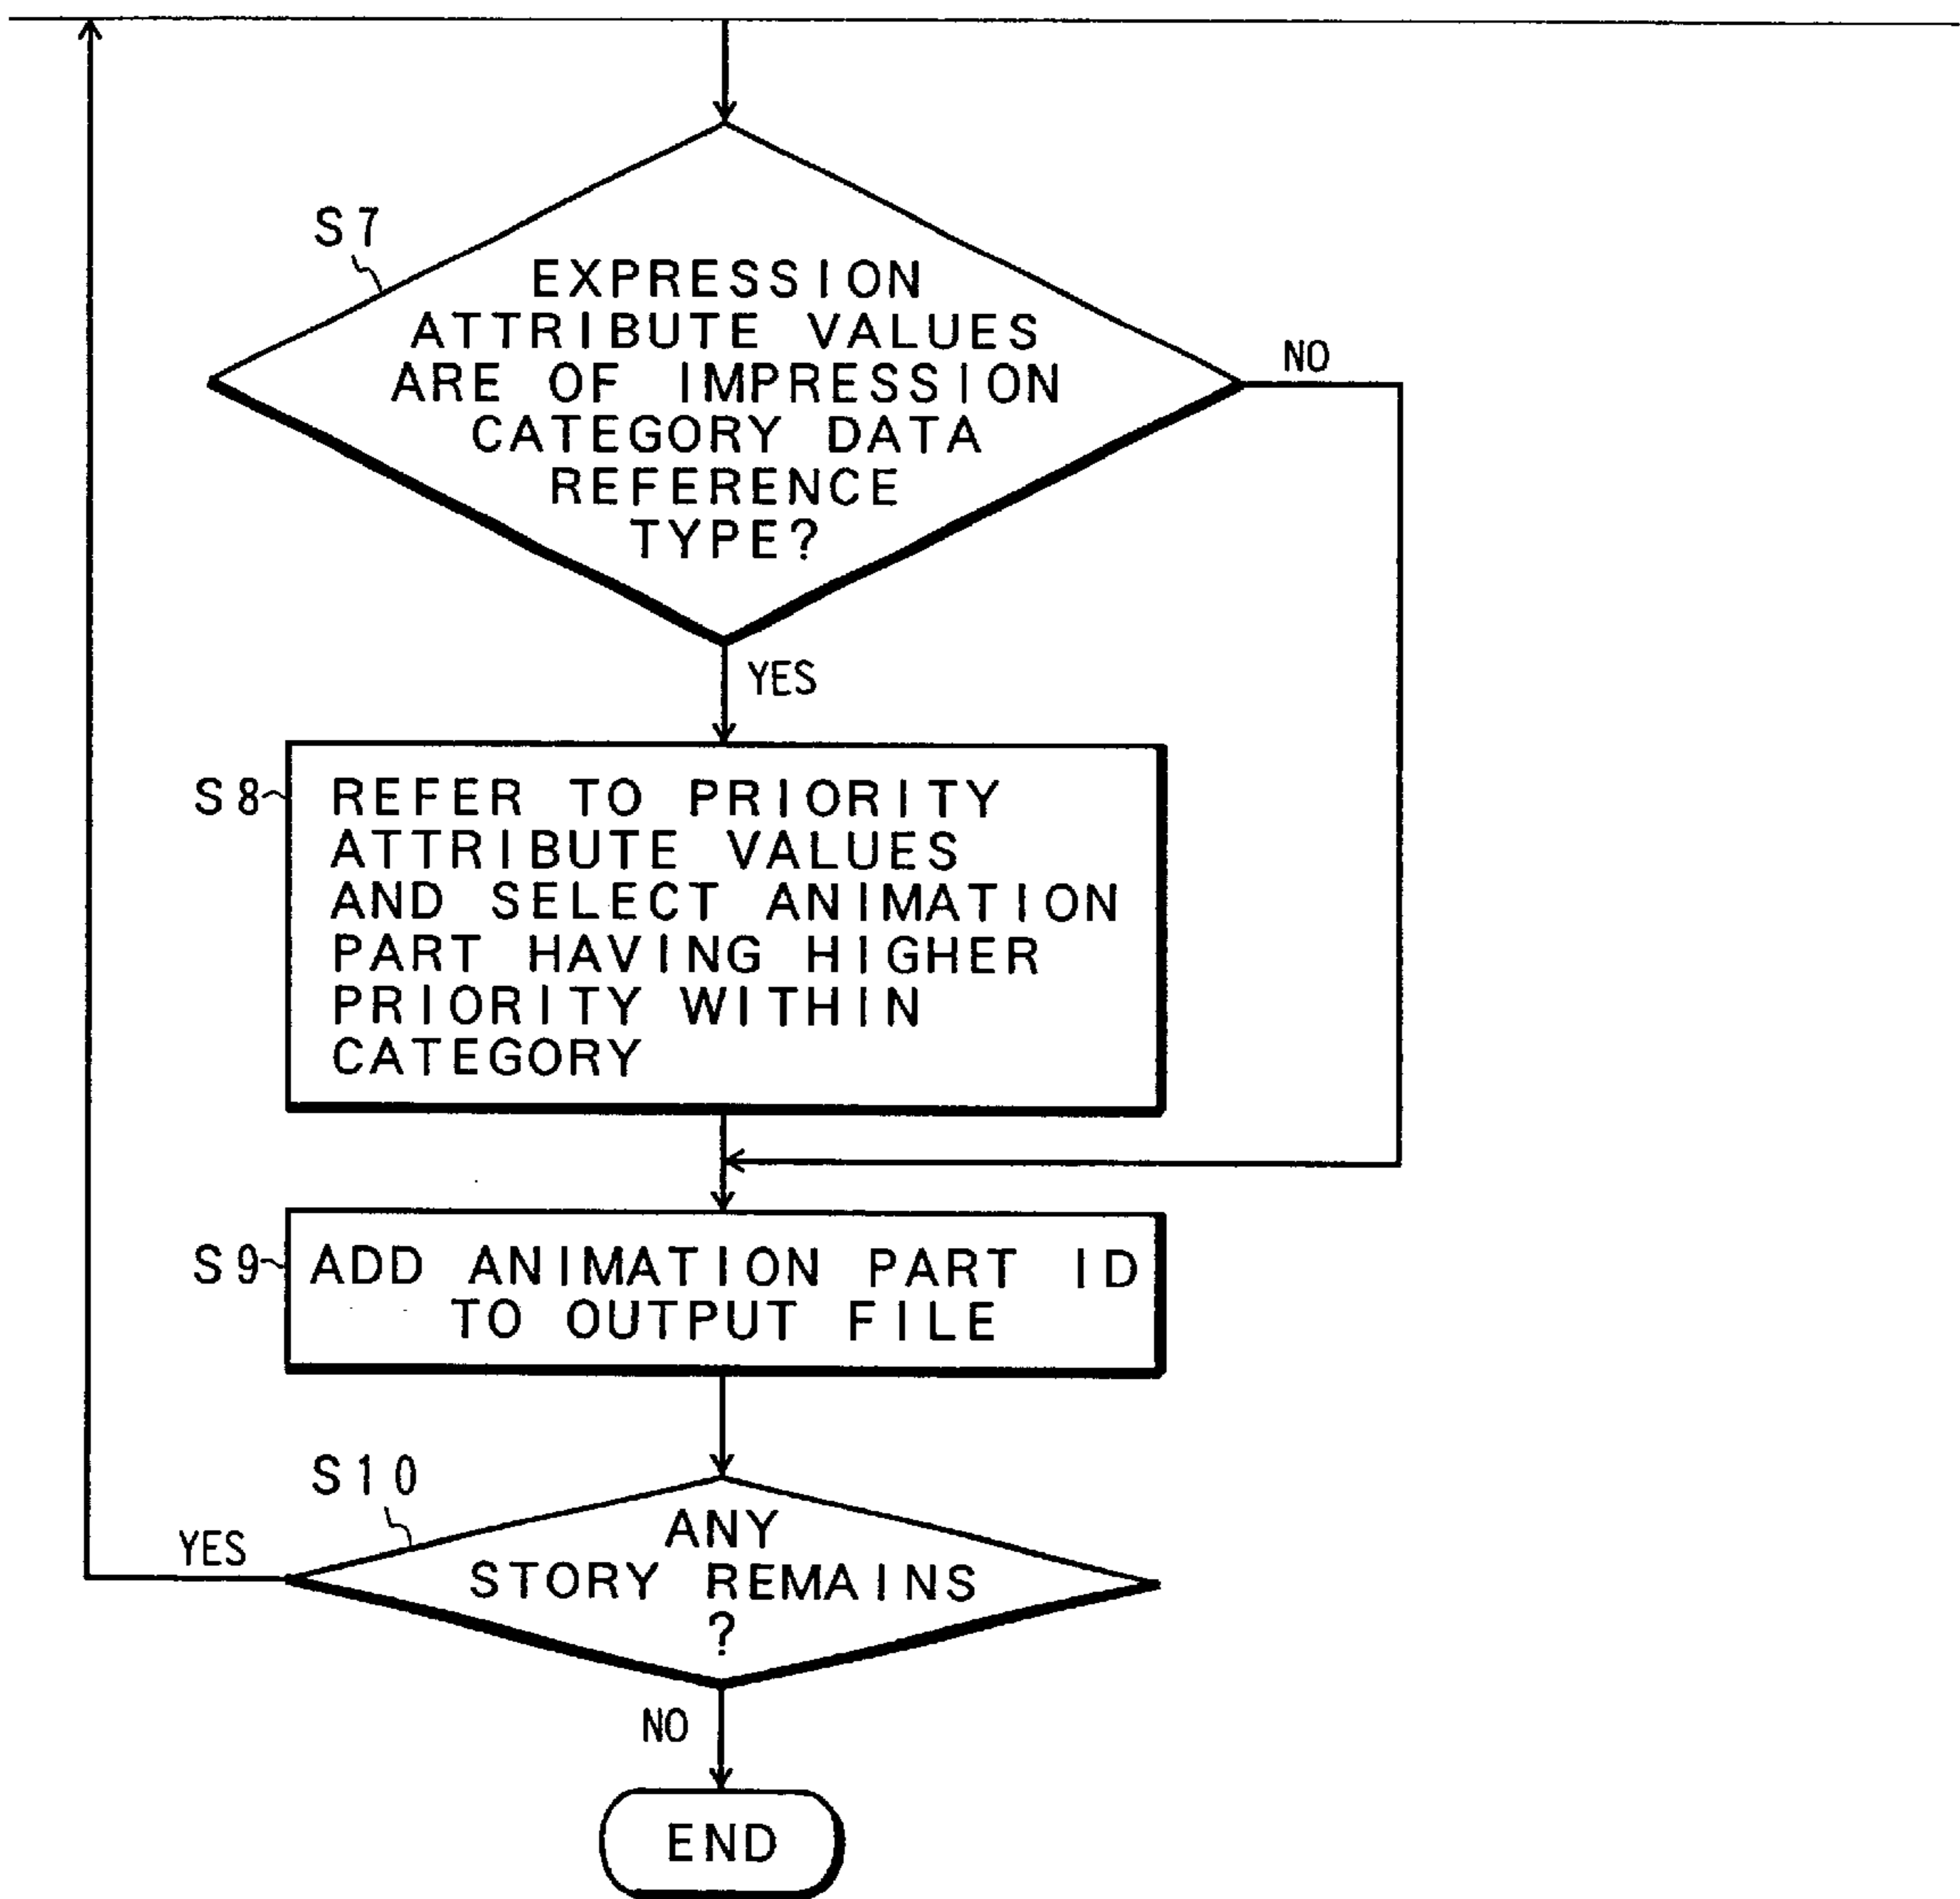 S7
EXPRESSION
ATTRIBUTE VALUES
ARE OF IMPRESSION
CATEGORY DATA
REFERENCE
TYPE?
NO
YES
S8
REFER TO PRIORITY
ATTRIBUTE VALUES
AND SELECT ANIMATION
PART HAVING HIGHER
PRIORITY WITHIN
CATEGORY
S9
ADD ANIMATION PART ID
TO OUTPUT FILE
S10
ANY
STORY REMAINS
?
YES
NO
END